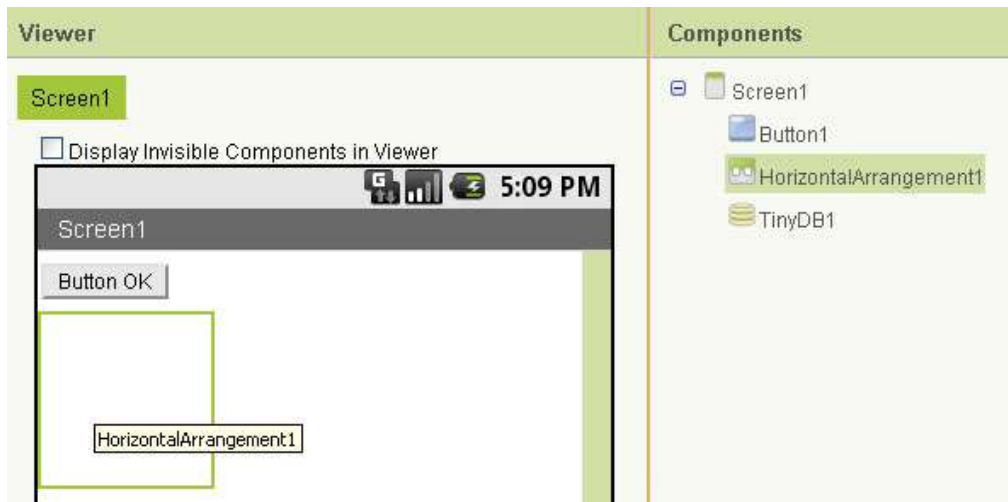 Viewer
Screen1
Display Invisible Components in Viewer
5:09 PM
Screen1
Button OK
HorizontalArrangement1
Components
Screen1
Button1
HorizontalArrangement1
TinyDB1